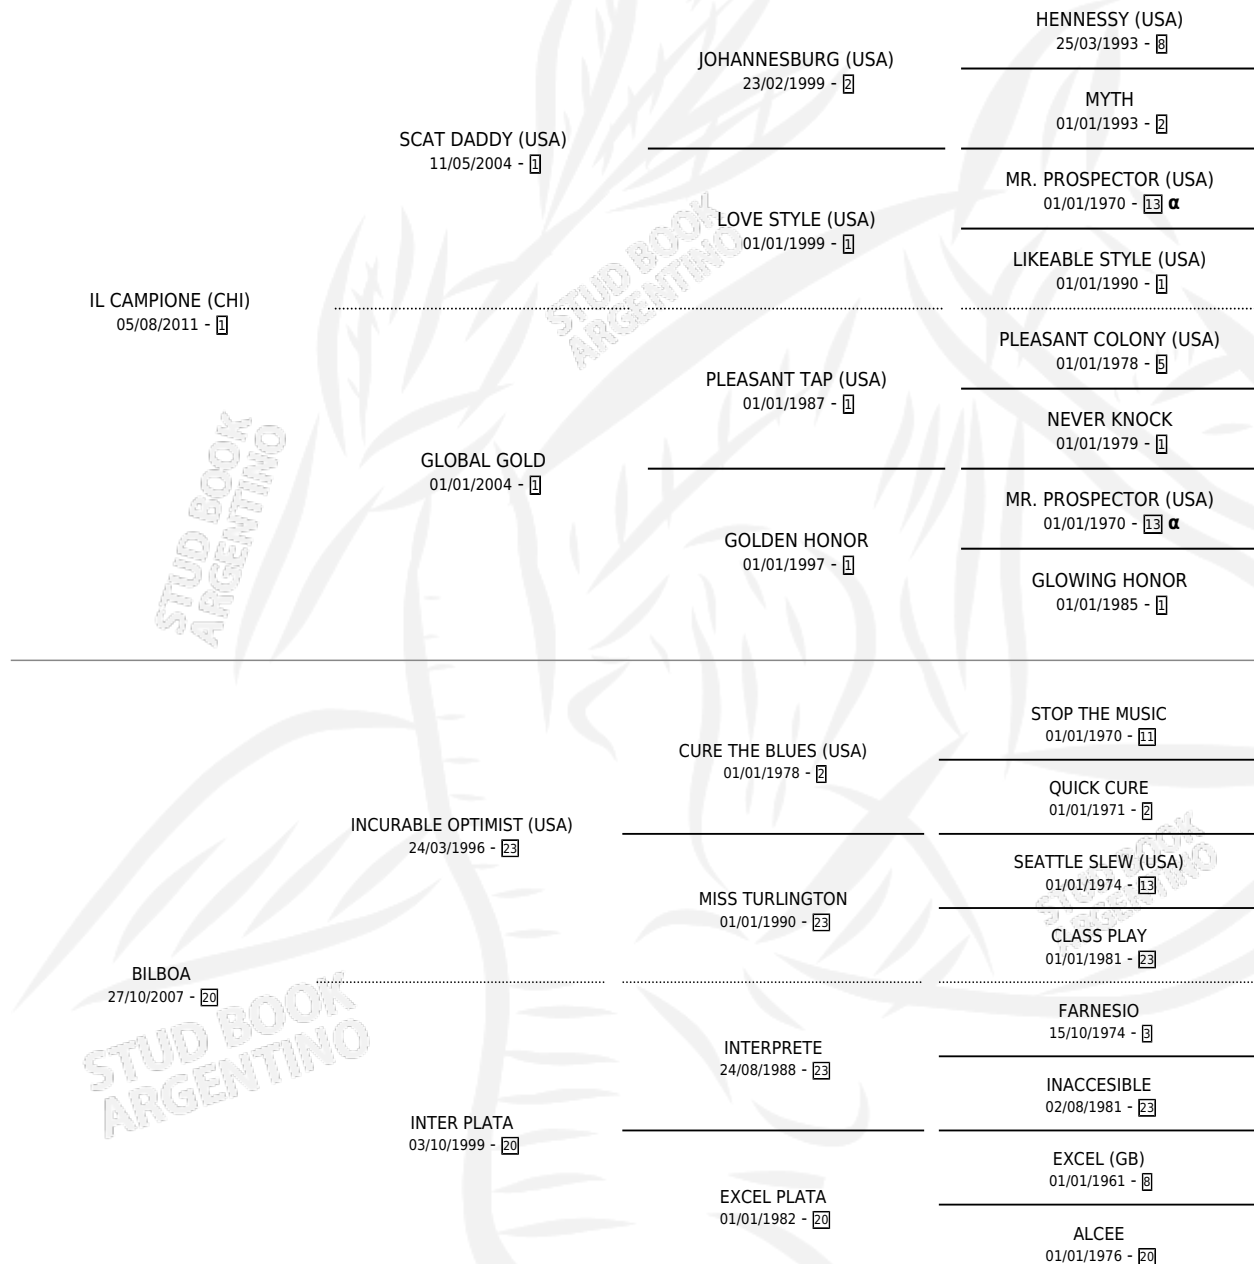 HENNESSY (USA)
25/03/1993 - 8
JOHANNESBURG (USA)
23/02/1999 - 2
MYTH
01/01/1993 - 2
SCAT DADDY (USA)
11/05/2004 - 1
MR. PROSPECTOR (USA)
01/01/1970 - 13 α
LOVE STYLE (USA)
01/01/1999 - 1
LIKEABLE STYLE (USA)
01/01/1990 - 1
IL CAMPIONE (CHI)
05/08/2011 - 1
PLEASANT COLONY (USA)
01/01/1978 - 5
PLEASANT TAP (USA)
01/01/1987 - 1
NEVER KNOCK
01/01/1979 - 1
GLOBAL GOLD
01/01/2004 - 1
MR. PROSPECTOR (USA)
01/01/1970 - 13 α
GOLDEN HONOR
01/01/1997 - 1
GLOWING HONOR
01/01/1985 - 1
STOP THE MUSIC
01/01/1970 - 11
CURE THE BLUES (USA)
01/01/1978 - 2
QUICK CURE
01/01/1971 - 2
INCURABLE OPTIMIST (USA)
24/03/1996 - 23
SEATTLE SLEW (USA)
01/01/1974 - 13
MISS TURLINGTON
01/01/1990 - 23
CLASS PLAY
01/01/1981 - 23
BILBOA
27/10/2007 - 20
FARNESIO
15/10/1974 - 3
INTERPRETE
24/08/1988 - 23
INACCESIBLE
02/08/1981 - 23
INTER PLATA
03/10/1999 - 20
EXCEL (GB)
01/01/1961 - 8
EXCEL PLATA
01/01/1982 - 20
ALCEE
01/01/1976 - 20
STUD BOOK
ARGENTINO
STUD BOOK
ARGENTINO
STUD BOOK
ARGENTINO
STUD BOOK
ARGENTINO